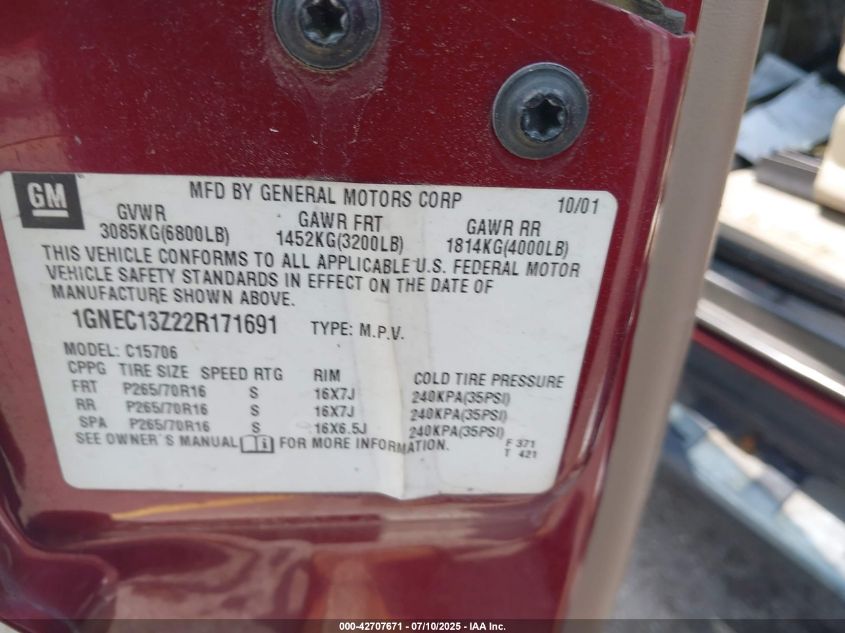 GM
MFD BY GENERAL MOTORS CORP 10/01
GVWR GAWR FRT GAWR RR
3085KG(6800LB) 1452KG(3200LB) 1814KG(4000LB)
THIS VEHICLE CONFORMS TO ALL APPLICABLE U.S. FEDERAL MOTOR
VEHICLE SAFETY STANDARDS IN EFFECT ON THE DATE OF
MANUFACTURE SHOWN ABOVE.
1GNEC13Z22R171691 TYPE: M.P.V.
MODEL: C15706
CPPG TIRE SIZE SPEED RTG RIM COLD TIRE PRESSURE
FRT P265/70R16 S 16X7J 240KPA(35PSI)
RR P265/70R16 S 16X7J 240KPA(35PSI)
SPA P265/70R16 S 16X6.5J 240KPA(35PSI)
SEE OWNER'S MANUAL i FOR MORE INFORMATION.
F 371
T 421
000-42707671 - 07/10/2025 - IAA Inc.